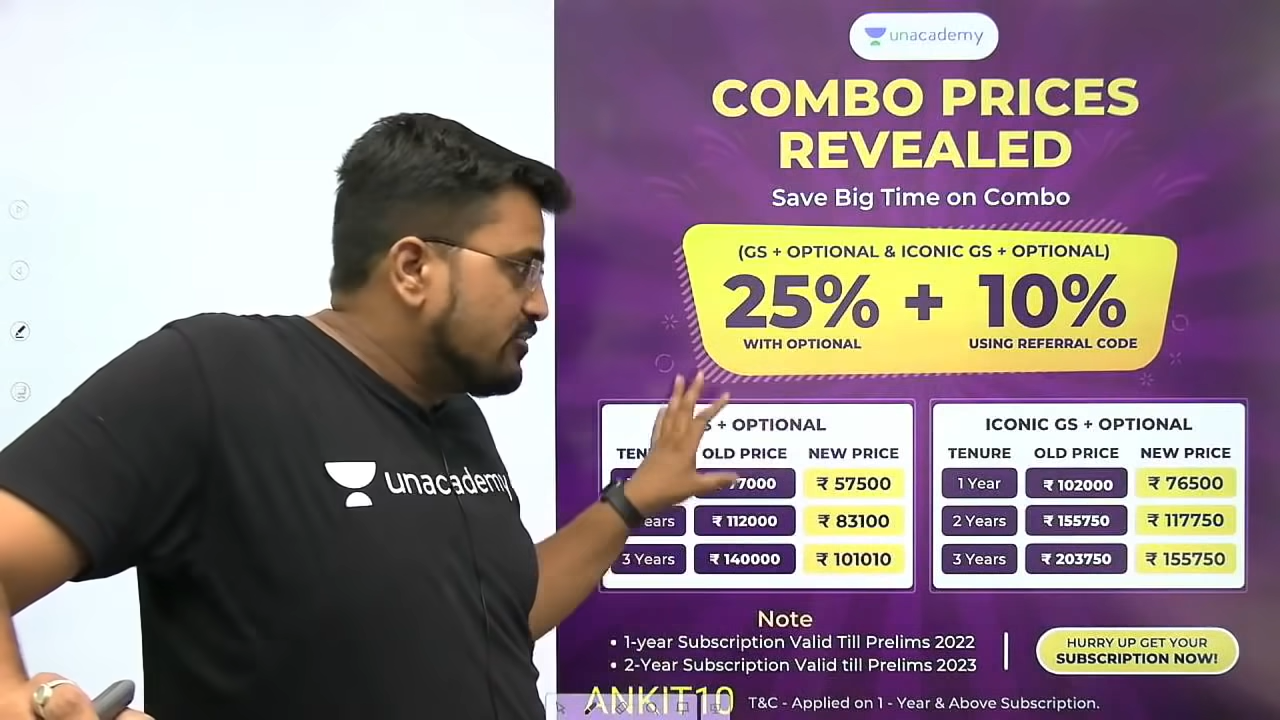 unacademy
COMBO PRICES
REVEALED
Save Big Time on Combo
(GS + OPTIONAL & ICONIC GS + OPTIONAL)
25% + 10%
WITH OPTIONAL USING REFERRAL CODE
+ OPTIONAL
OLD PRICE NEW PRICE
₹ 57500
₹ 112000 ₹ 83100
3 Years ₹ 140000 ₹ 101010
ICONIC GS + OPTIONAL
TENURE OLD PRICE NEW PRICE
1 Year ₹ 102000 ₹ 76500
2 Years ₹ 155750 ₹ 117750
3 Years ₹ 203750 ₹ 155750
unacademy
Note
• 1-year Subscription Valid Till Prelims 2022
• 2-Year Subscription Valid till Prelims 2023
HURRY UP GET YOUR
SUBSCRIPTION NOW!
ANKIT10
T&C - Applied on 1 - Year & Above Subscription.